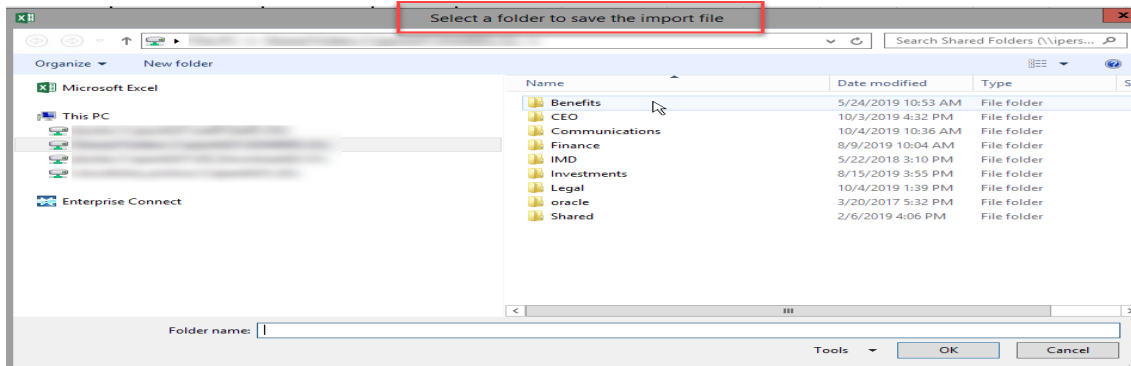 Select a folder to save the import file
Search Shared Folders (\\ipers...
Organize New folder
Microsoft Excel
This PC
Enterprise Connect
Name Date modified Type S
Benefits 5/24/2019 10:53 AM File folder
CEO 10/3/2019 4:32 PM File folder
Communications 10/4/2019 10:36 AM File folder
Finance 8/9/2019 10:04 AM File folder
IMD 5/22/2018 3:10 PM File folder
Investments 8/15/2019 3:55 PM File folder
Legal 10/4/2019 1:39 PM File folder
oracle 3/20/2017 5:32 PM File folder
Shared 2/6/2019 4:06 PM File folder
Folder name:
Tools OK Cancel